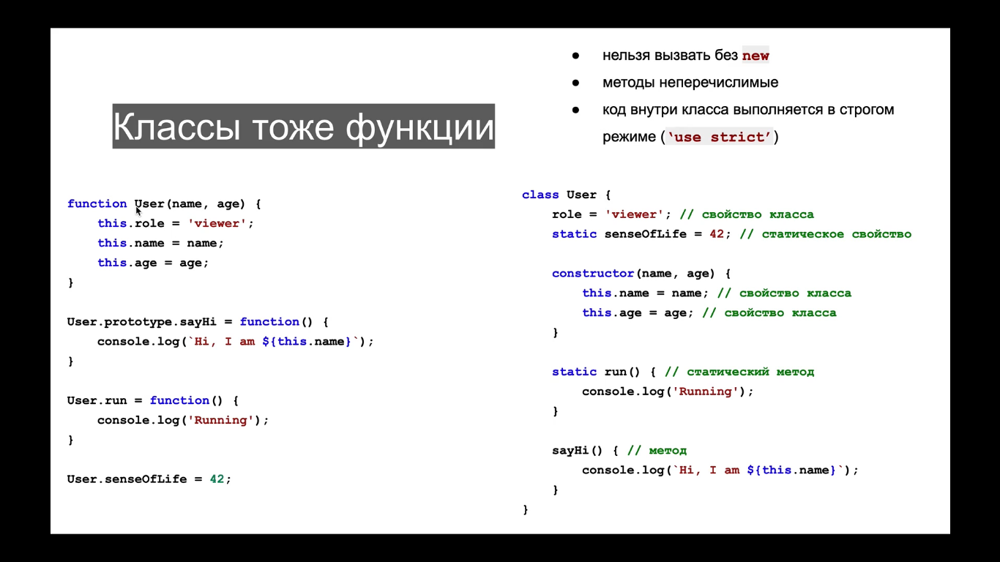 Классы тоже функции
● нельзя вызвать без new
● методы неперечислимые
● код внутри класса выполняется в строгом
режиме (‘use strict’)
function User(name, age) {
    this.role = 'viewer';
    this.name = name;
    this.age = age;
}

User.prototype.sayHi = function() {
    console.log(`Hi, I am ${this.name}`);
}

User.run = function() {
    console.log('Running');
}

User.senseOfLife = 42;
class User {
    role = 'viewer'; // свойство класса
    static senseOfLife = 42; // статическое свойство

    constructor(name, age) {
        this.name = name; // свойство класса
        this.age = age; // свойство класса
    }

    static run() { // статический метод
        console.log('Running');
    }

    sayHi() { // метод
        console.log(`Hi, I am ${this.name}`);
    }
}